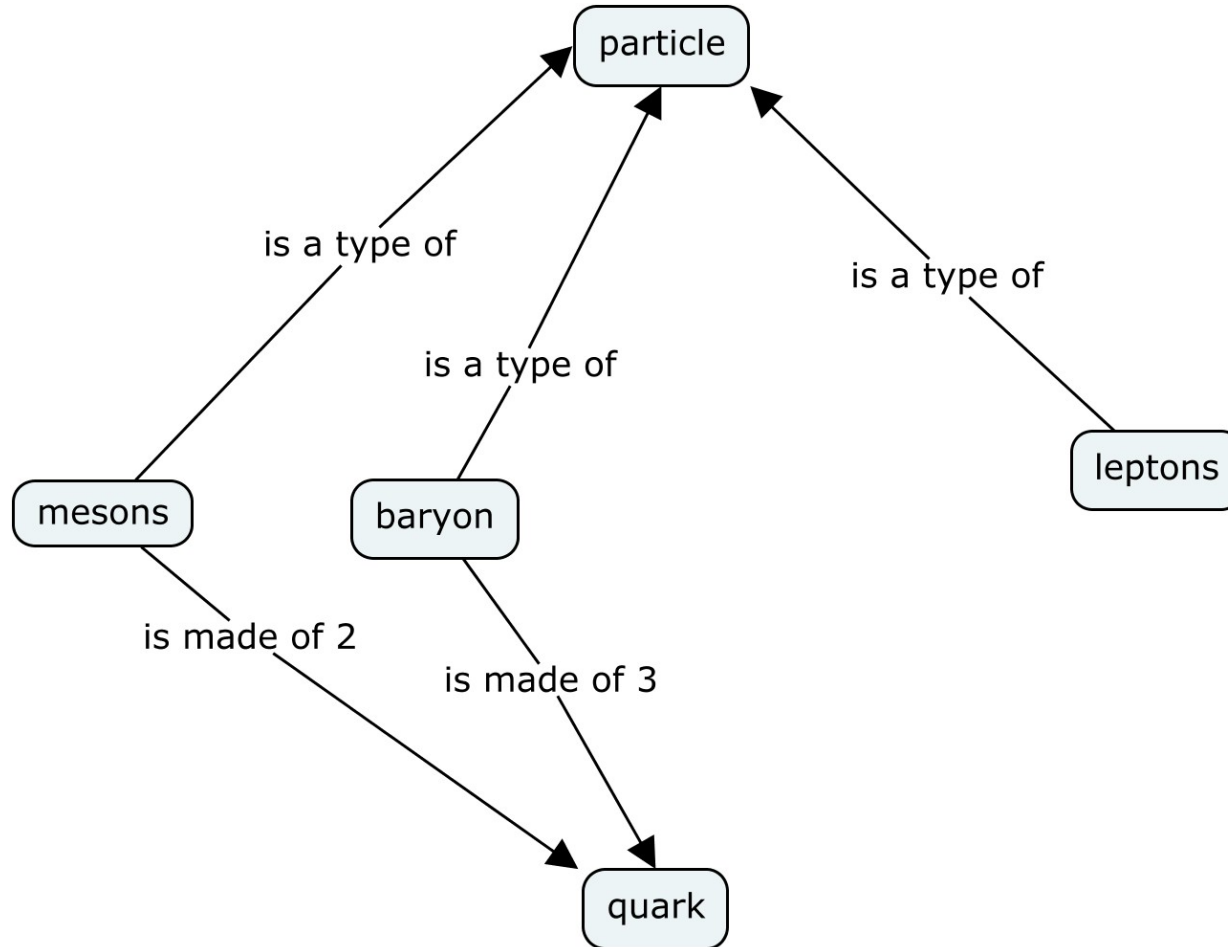 particle
is a type of
is a type of
is a type of
leptons
mesons
baryon
is made of 2
is made of 3
quark